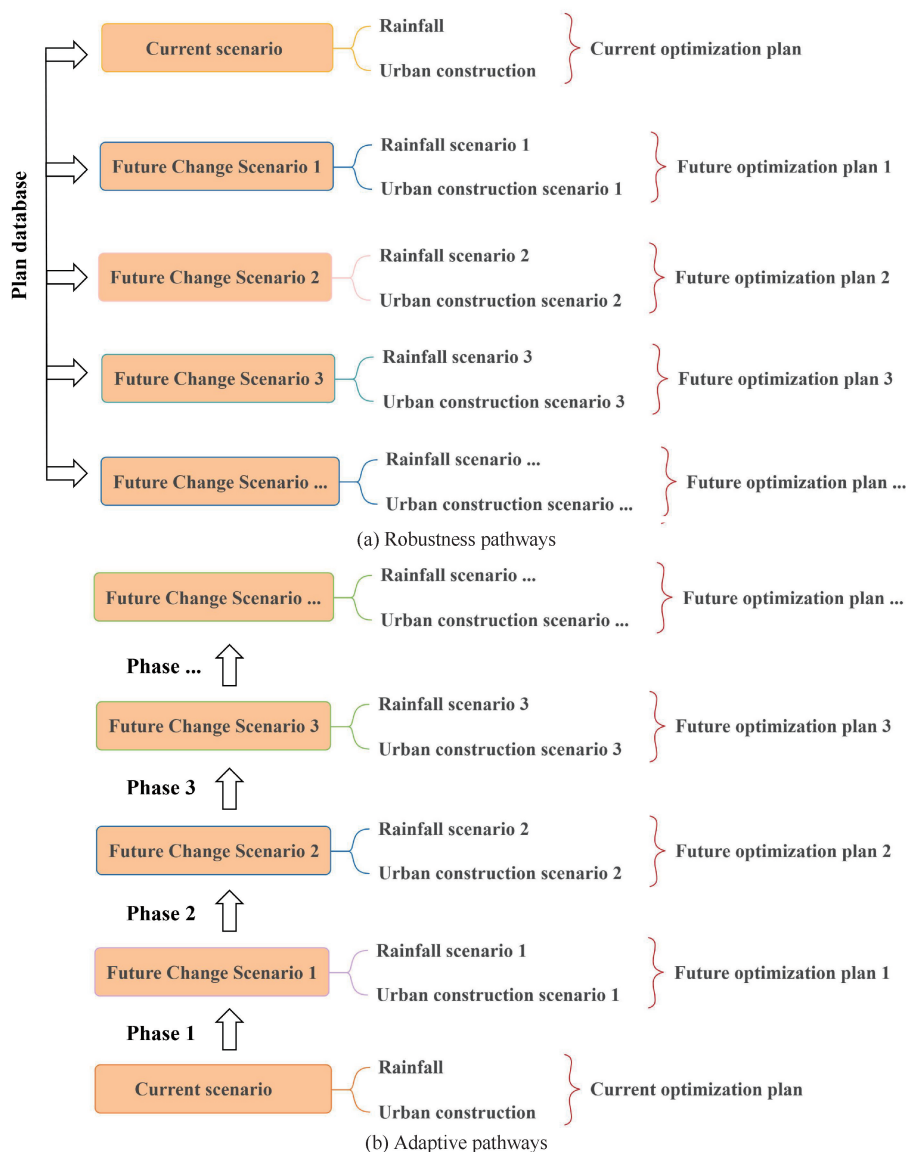 Plan database
Current scenario
Rainfall
Urban construction
Current optimization plan
Future Change Scenario 1
Rainfall scenario 1
Urban construction scenario 1
Future optimization plan 1
Future Change Scenario 2
Rainfall scenario 2
Urban construction scenario 2
Future optimization plan 2
Future Change Scenario 3
Rainfall scenario 3
Urban construction scenario 3
Future optimization plan 3
Future Change Scenario ...
Rainfall scenario ...
Urban construction scenario ...
Future optimization plan ...
(a) Robustness pathways
Future Change Scenario ...
Rainfall scenario ...
Urban construction scenario ...
Future optimization plan ...
Phase ...
Future Change Scenario 3
Rainfall scenario 3
Urban construction scenario 3
Future optimization plan 3
Phase 3
Future Change Scenario 2
Rainfall scenario 2
Urban construction scenario 2
Future optimization plan 2
Phase 2
Future Change Scenario 1
Rainfall scenario 1
Urban construction scenario 1
Future optimization plan 1
Phase 1
Current scenario
Rainfall
Urban construction
Current optimization plan
(b) Adaptive pathways